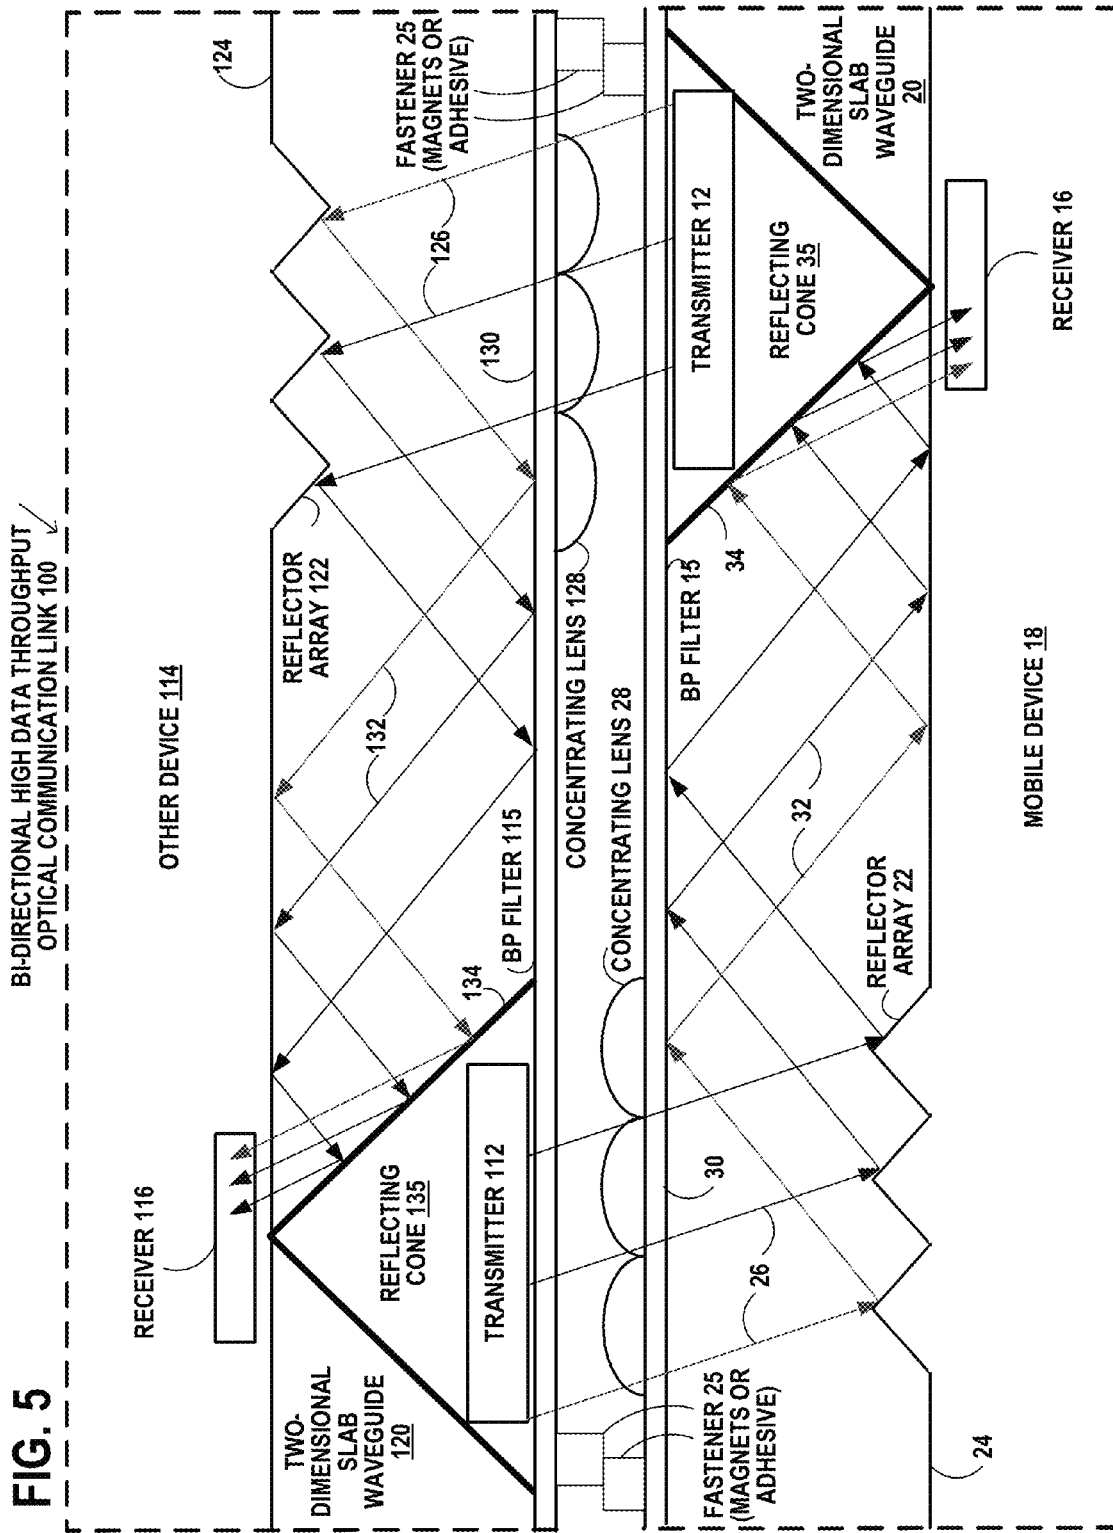 FIG. 5
BI-DIRECTIONAL HIGH DATA THROUGHPUT
OPTICAL COMMUNICATION LINK 100
OTHER DEVICE 114
RECEIVER 116
124
REFLECTOR
ARRAY 122
FASTENER 25
(MAGNETS OR
ADHESIVE)
126
132
130
134
TWO-
DIMENSIONAL
SLAB
WAVEGUIDE
120
REFLECTING
CONE 135
TRANSMITTER 112
BP FILTER 115
CONCENTRATING LENS 128
CONCENTRATING LENS 28
FASTENER 25
(MAGNETS OR
ADHESIVE)
BP FILTER 15
30
34
TRANSMITTER 12
REFLECTING
CONE 35
TWO-
DIMENSIONAL
SLAB
WAVEGUIDE
20
26
32
REFLECTOR
ARRAY 22
24
MOBILE DEVICE 18
RECEIVER 16